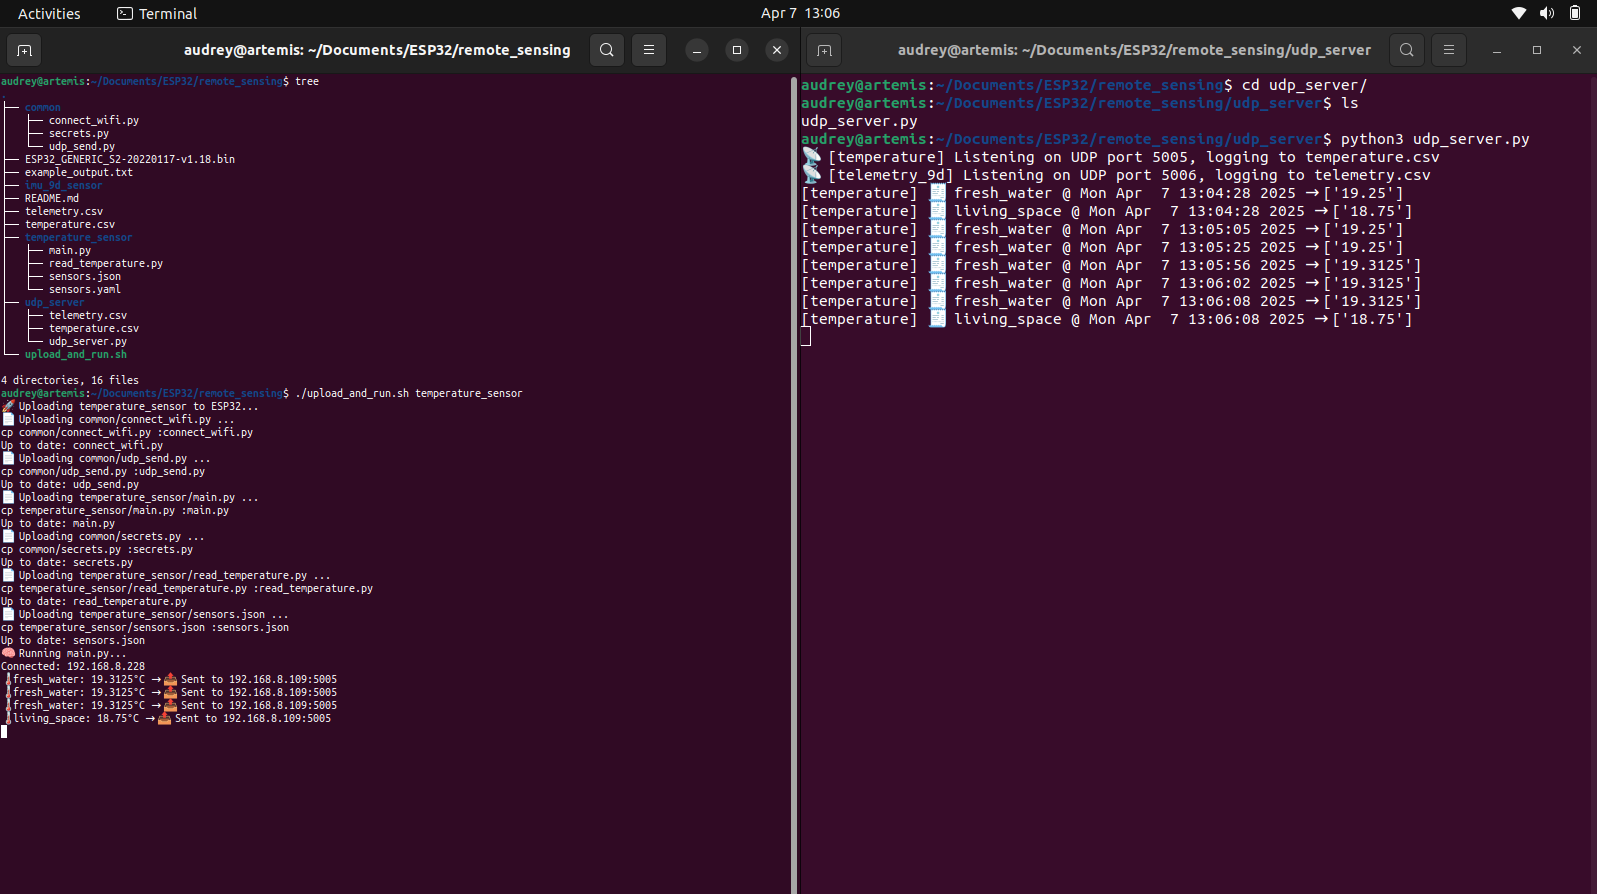 Activities Terminal Apr 7 13:06
audrey@artemis: ~/Documents/ESP32/remote_sensing
audrey@artemis:~/Documents/ESP32/remote_sensing$ tree
.
├── common
│   ├── connect_wifi.py
│   ├── secrets.py
│   └── udp_send.py
├── ESP32_GENERIC_S2-20220117-v1.18.bin
├── example_output.txt
├── imu_9d_sensor
├── README.md
├── telemetry.csv
├── temperature.csv
├── temperature_sensor
│   ├── main.py
│   ├── read_temperature.py
│   ├── sensors.json
│   └── sensors.yaml
├── udp_server
│   ├── telemetry.csv
│   ├── temperature.csv
│   └── udp_server.py
└── upload_and_run.sh
4 directories, 16 files
audrey@artemis:~/Documents/ESP32/remote_sensing$ ./upload_and_run.sh temperature_sensor
🚀 Uploading temperature_sensor to ESP32...
📄 Uploading common/connect_wifi.py ...
cp common/connect_wifi.py :connect_wifi.py
Up to date: connect_wifi.py
📄 Uploading common/udp_send.py ...
cp common/udp_send.py :udp_send.py
Up to date: udp_send.py
📄 Uploading temperature_sensor/main.py ...
cp temperature_sensor/main.py :main.py
Up to date: main.py
📄 Uploading common/secrets.py ...
cp common/secrets.py :secrets.py
Up to date: secrets.py
📄 Uploading temperature_sensor/read_temperature.py ...
cp temperature_sensor/read_temperature.py :read_temperature.py
Up to date: read_temperature.py
📄 Uploading temperature_sensor/sensors.json ...
cp temperature_sensor/sensors.json :sensors.json
Up to date: sensors.json
🧠 Running main.py...
Connected: 192.168.8.228
🌡fresh_water: 19.3125°C → 📤 Sent to 192.168.8.109:5005
🌡fresh_water: 19.3125°C → 📤 Sent to 192.168.8.109:5005
🌡fresh_water: 19.3125°C → 📤 Sent to 192.168.8.109:5005
🌡living_space: 18.75°C → 📤 Sent to 192.168.8.109:5005
audrey@artemis: ~/Documents/ESP32/remote_sensing/udp_server
audrey@artemis:~/Documents/ESP32/remote_sensing$ cd udp_server/
audrey@artemis:~/Documents/ESP32/remote_sensing/udp_server$ ls
udp_server.py
audrey@artemis:~/Documents/ESP32/remote_sensing/udp_server$ python3 udp_server.py
📡 [temperature] Listening on UDP port 5005, logging to temperature.csv
📡 [telemetry_9d] Listening on UDP port 5006, logging to telemetry.csv
[temperature] 🧾 fresh_water @ Mon Apr  7 13:04:28 2025 → ['19.25']
[temperature] 🧾 living_space @ Mon Apr  7 13:04:28 2025 → ['18.75']
[temperature] 🧾 fresh_water @ Mon Apr  7 13:05:05 2025 → ['19.25']
[temperature] 🧾 fresh_water @ Mon Apr  7 13:05:25 2025 → ['19.25']
[temperature] 🧾 fresh_water @ Mon Apr  7 13:05:56 2025 → ['19.3125']
[temperature] 🧾 fresh_water @ Mon Apr  7 13:06:02 2025 → ['19.3125']
[temperature] 🧾 fresh_water @ Mon Apr  7 13:06:08 2025 → ['19.3125']
[temperature] 🧾 living_space @ Mon Apr  7 13:06:08 2025 → ['18.75']